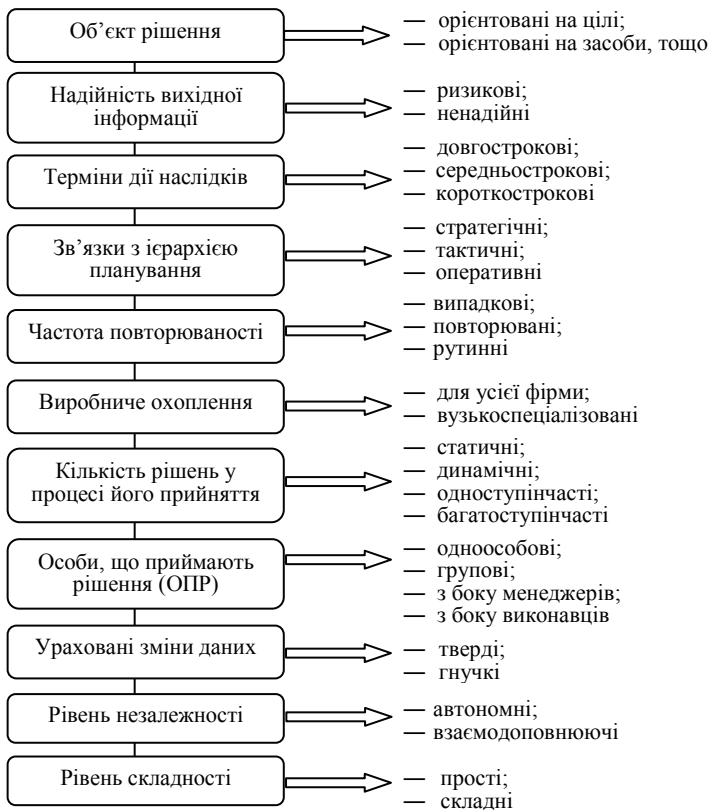 Об’єкт рішення
— орієнтовані на цілі;
— орієнтовані на засоби, тощо
Надійність вихідної
інформації
— ризикові;
— ненадійні
Терміни дії наслідків
— довгострокові;
— середньострокові;
— короткострокові
Зв’язки з ієрархією
планування
— стратегічні;
— тактичні;
— оперативні
Частота повторюваності
— випадкові;
— повторювані;
— рутинні
Виробниче охоплення
— для усієї фірми;
— вузькоспеціалізовані
Кількість рішень у
процесі його прийняття
— статичні;
— динамічні;
— одноступінчасті;
— багатоступінчасті
Особи, що приймають
рішення (ОПР)
— одноособові;
— групові;
— з боку менеджерів;
— з боку виконавців
Ураховані зміни даних
— тверді;
— гнучкі
Рівень незалежності
— автономні;
— взаємодоповнюючі
Рівень складності
— прості;
— складні